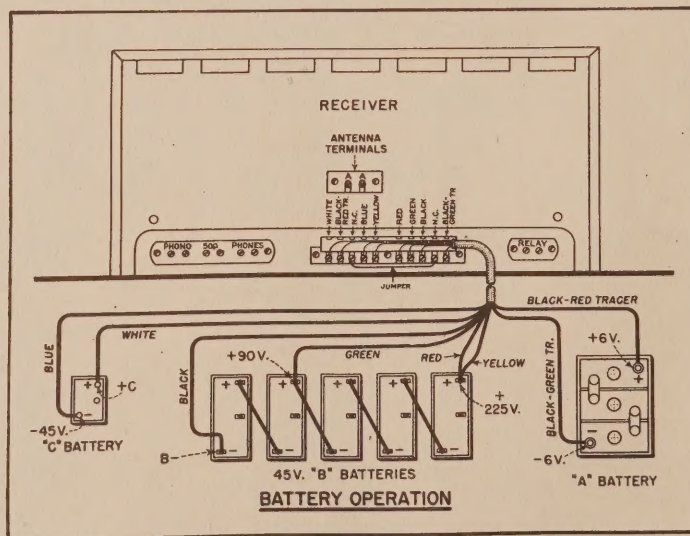 RECEIVER
ANTENNA
TERMINALS
A A
WHITE
BLACK-
RED TR.
N.C.
BLUE
YELLOW
RED
GREEN
BLACK
N.C.
BLACK-
GREEN TR
PHONO 500 PHONES
RELAY
JUMPER
BLACK-RED TRACER
BLUE
WHITE
BLACK
+90V.
GREEN
RED
YELLOW
BLACK-GREEN TR.
+6V.
+
+ +C
-
-45V.
"C" BATTERY
+ + + + +
+
225V.
B-
- - - - -
45V. "B" BATTERIES
-
-6V.
"A" BATTERY
BATTERY OPERATION